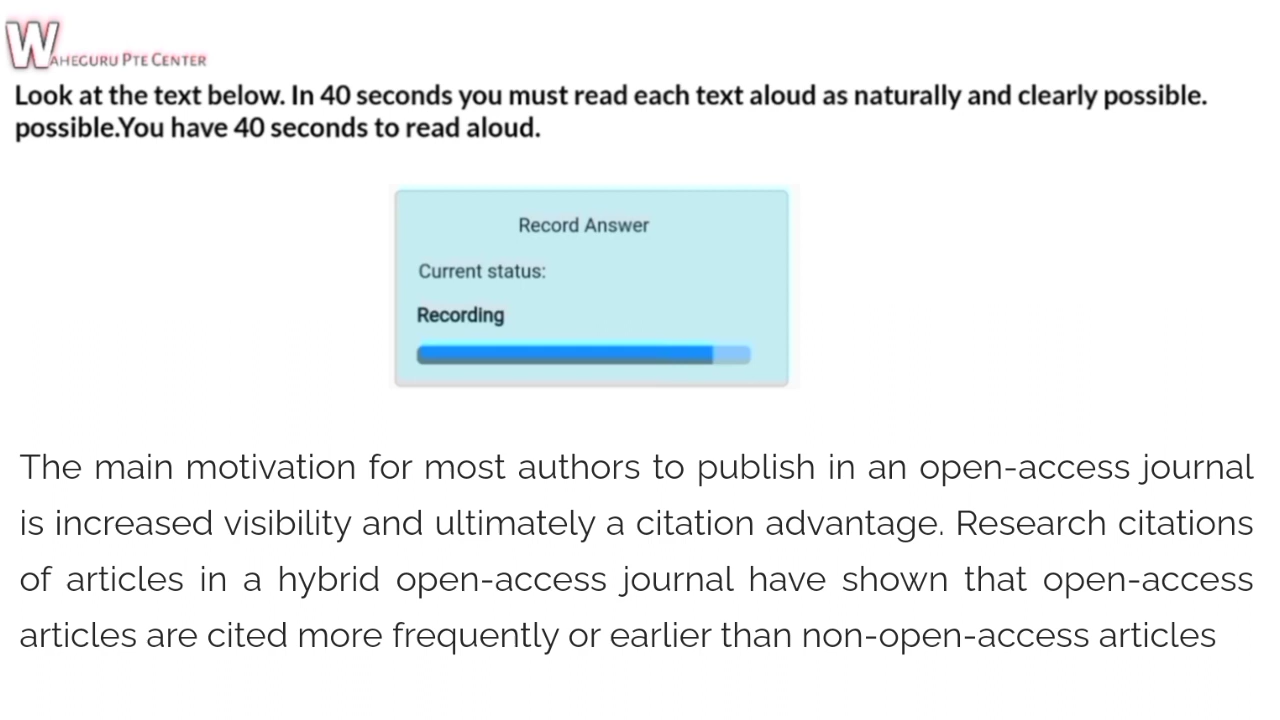 WAHEGURU PTE CENTER
Look at the text below. In 40 seconds you must read each text aloud as naturally and clearly possible.
possible.You have 40 seconds to read aloud.
Record Answer
Current status:
Recording
The main motivation for most authors to publish in an open-access journal
is increased visibility and ultimately a citation advantage. Research citations
of articles in a hybrid open-access journal have shown that open-access
articles are cited more frequently or earlier than non-open-access articles